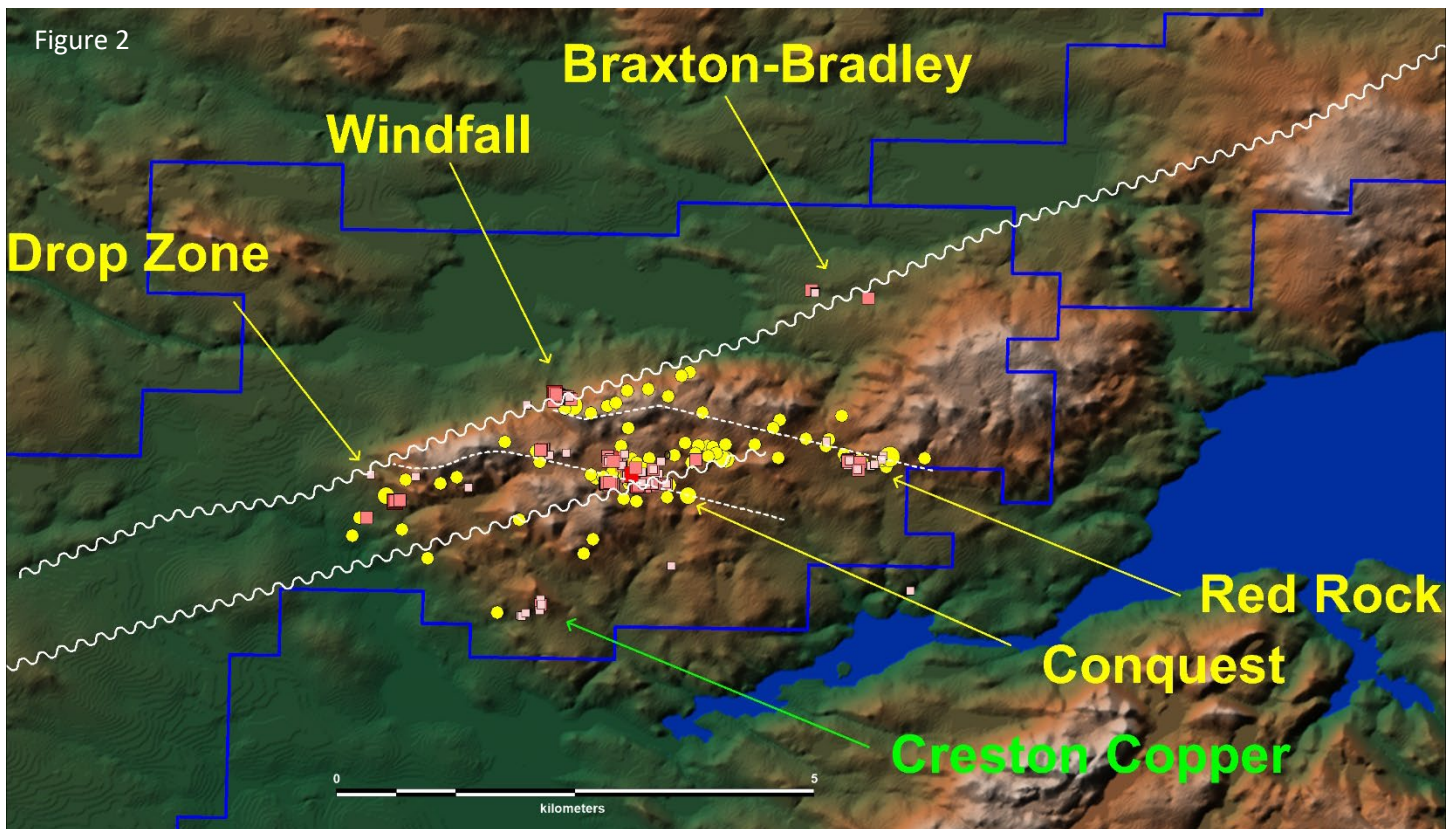 Figure 2
Braxton-Bradley
Windfall
Drop Zone
Red Rock
Conquest
Creston Copper
0 5
kilometers